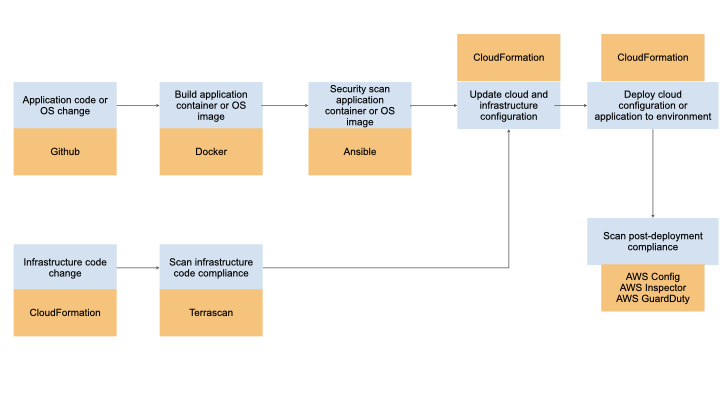 CloudFormation
CloudFormation
Application code or
OS change
Build application
container or OS
image
Security scan
application
container or OS
image
Update cloud and
infrastructure
configuration
Deploy cloud
configuration or
application to environment
Github
Docker
Ansible
Infrastructure code
change
Scan infrastructure
code compliance
Scan post-deployment
compliance
CloudFormation
Terrascan
AWS Config
AWS Inspector
AWS GuardDuty